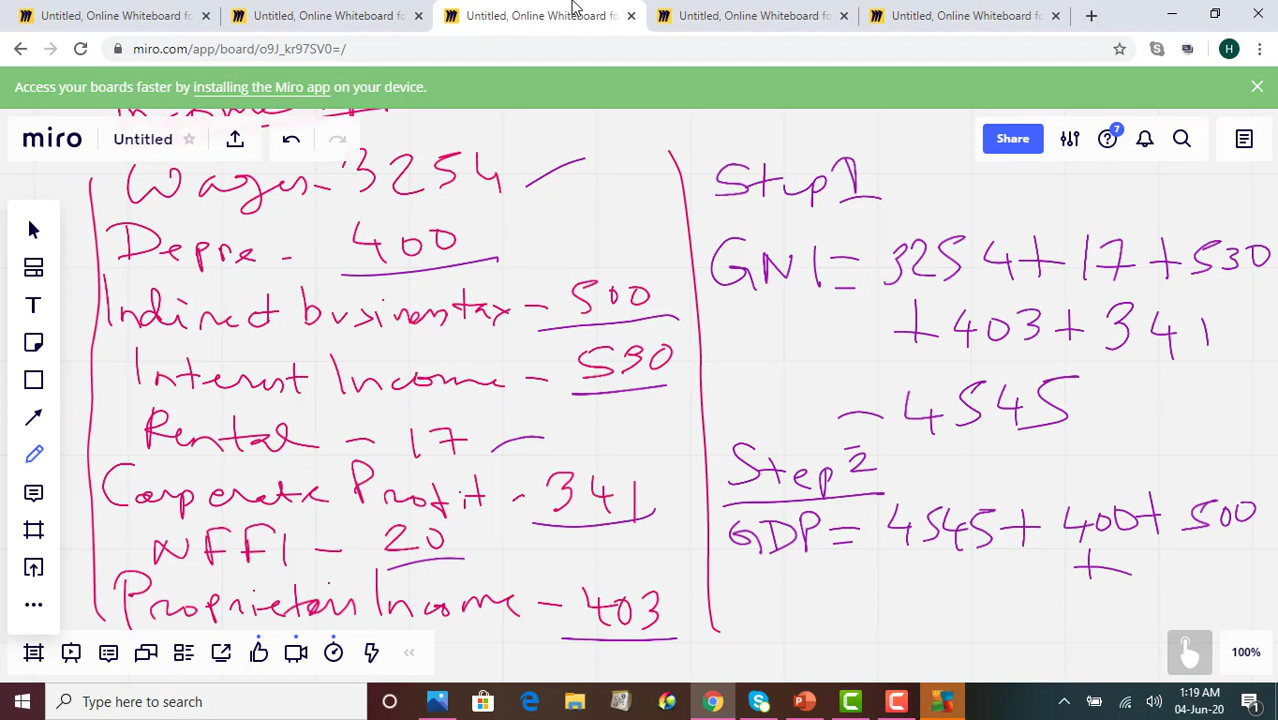 Untitled, Online Whiteboard fo
Untitled, Online Whiteboard fo
Untitled, Online Whiteboard fo
Untitled, Online Whiteboard fo
Untitled, Online Whiteboard fo
miro.com/app/board/o9J_kr97SV0=/
H
Access your boards faster by installing the Miro app on your device.
miro
Untitled
Share
7
Wages - 3254
Depre. - 400
Indirect business tax - 500
Interest Income - 530
Rental - 17
Corporate Profit - 341
NFFI - 20
Proprietors Income - 403
Step 1
GNI = 3254 + 17 + 530
+ 403 + 341
- 4545
Step 2
GDP = 4545 + 400 + 500
+
100%
Type here to search
1:19 AM
04-Jun-20
1